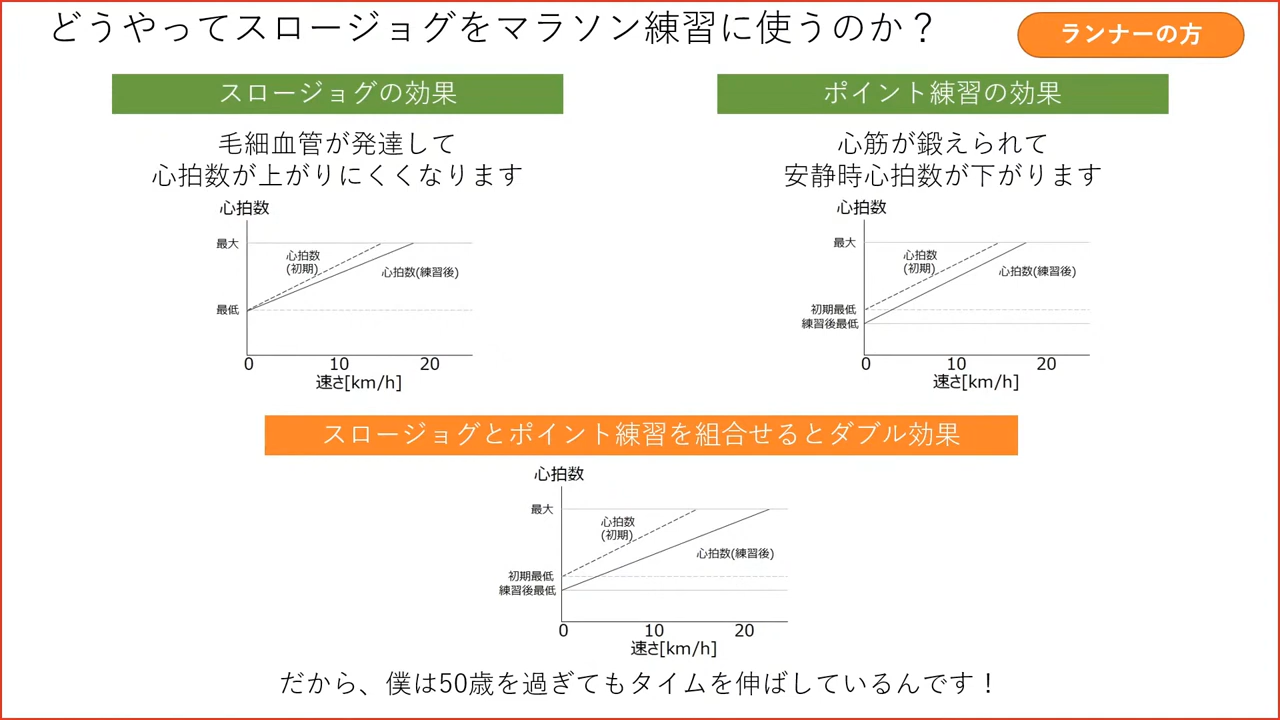 どうやってスロージョグをマラソン練習に使うのか？
ランナーの方
スロージョグの効果
毛細血管が発達して
心拍数が上がりにくくなります
心拍数
最大
心拍数
(初期)
心拍数(練習後)
最低
0 10 20
速さ[km/h]
ポイント練習の効果
心筋が鍛えられて
安静時心拍数が下がります
心拍数
最大
心拍数
(初期)
心拍数(練習後)
初期最低
練習後最低
0 10 20
速さ[km/h]
スロージョグとポイント練習を組合せるとダブル効果
心拍数
最大
心拍数
(初期)
心拍数(練習後)
初期最低
練習後最低
0 10 20
速さ[km/h]
だから、僕は50歳を過ぎてもタイムを伸ばしているんです！